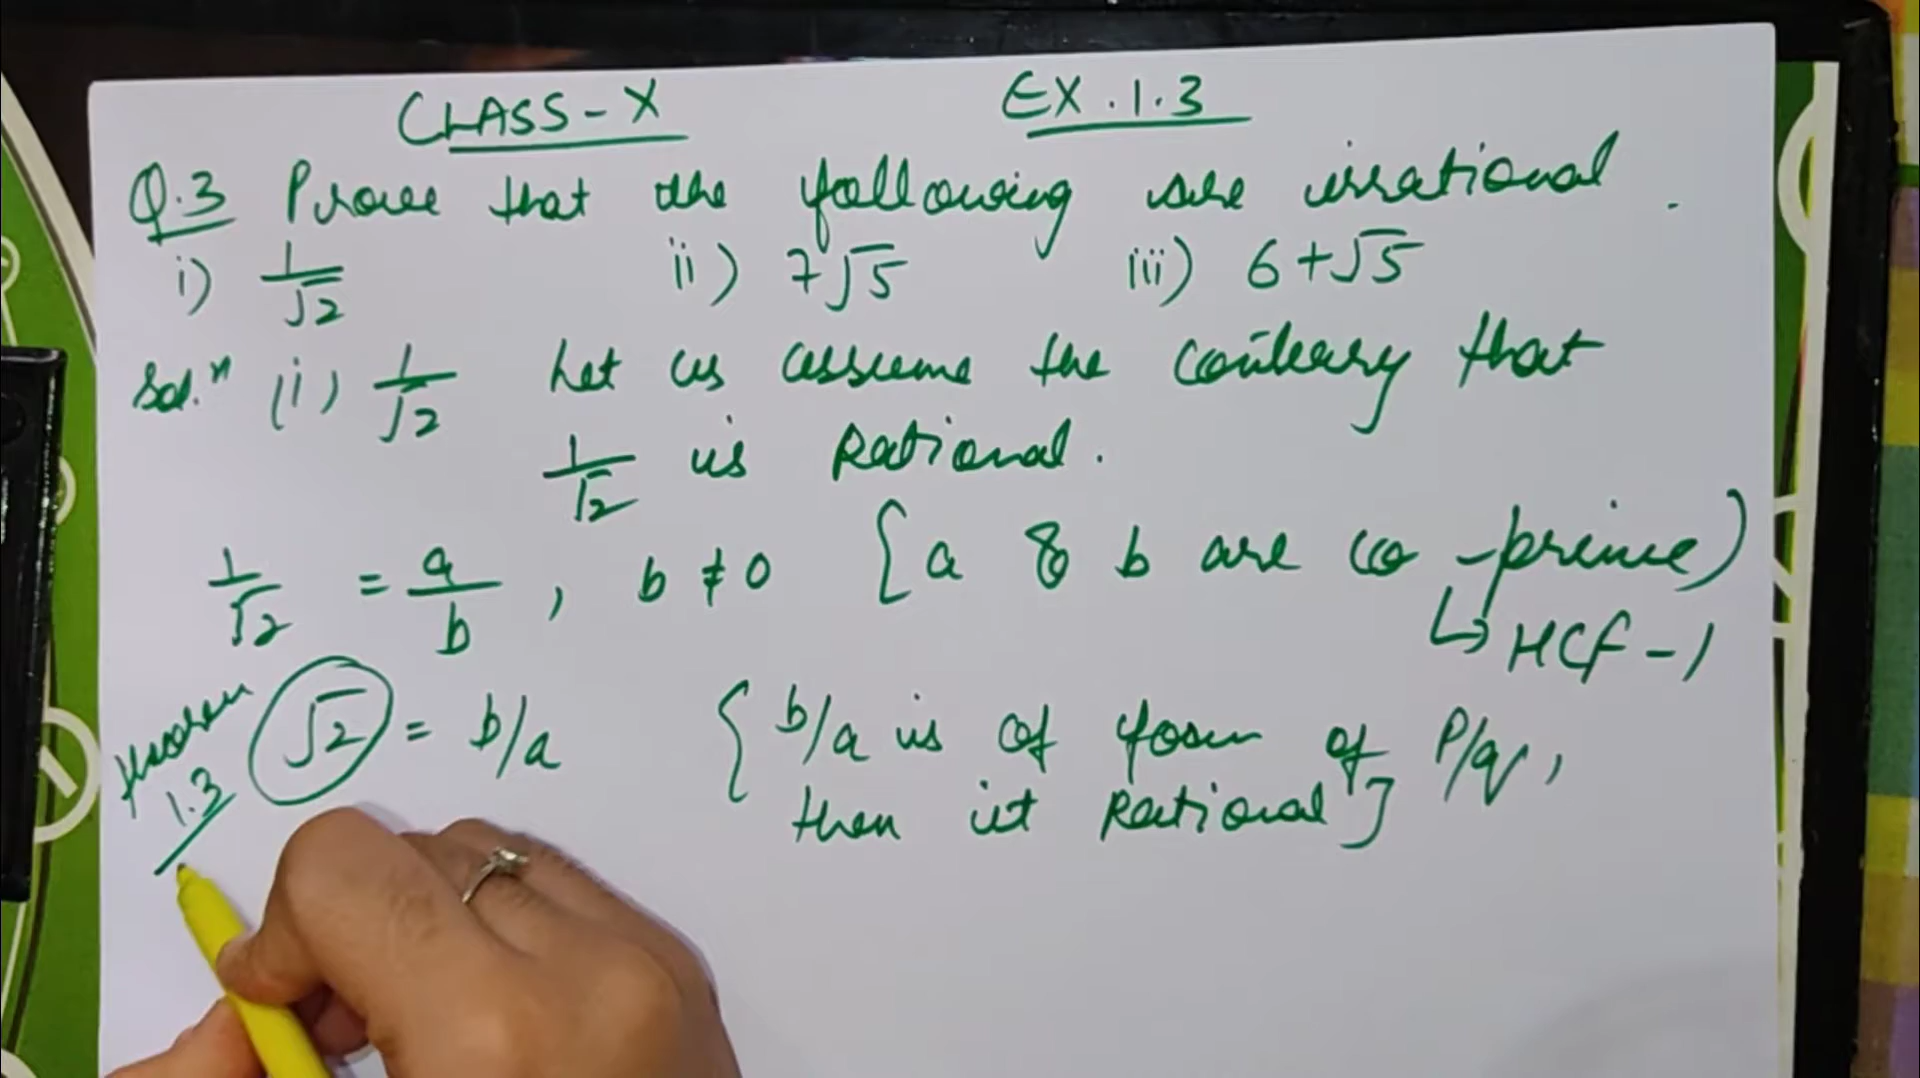 CLASS-X EX.1.3
Q.3 Prove that the following are irrational.
i) 1/√2 ii) 7√5 iii) 6+√5
Sol.ⁿ (i) 1/√2 Let us assume the contrary that
1/√2 is Rational.
1/√2 = a/b, b≠0 {a & b are co-prime)
↳ HCF-1
theorem 1.3 √2 = b/a {b/a is of form of P/q,
then it Rational}